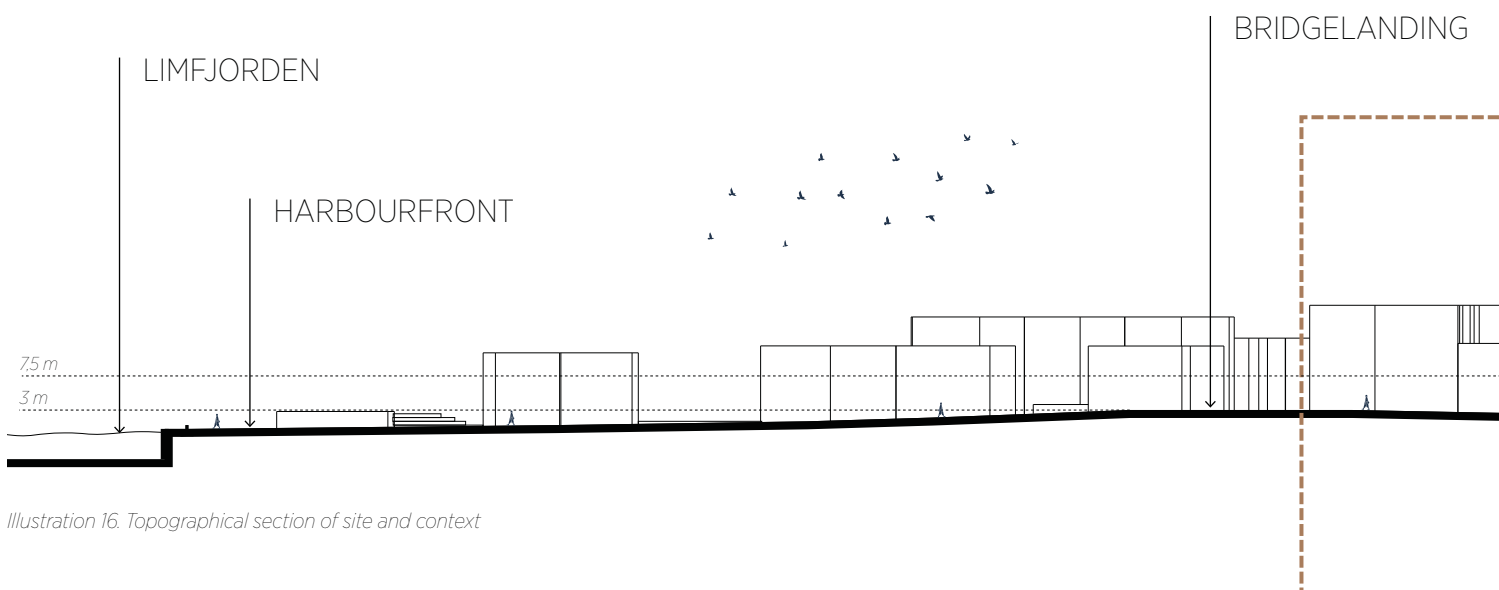 BRIDGELANDING
LIMFJORDEN
HARBOURFRONT
7,5 m
3 m
Illustration 16. Topographical section of site and context